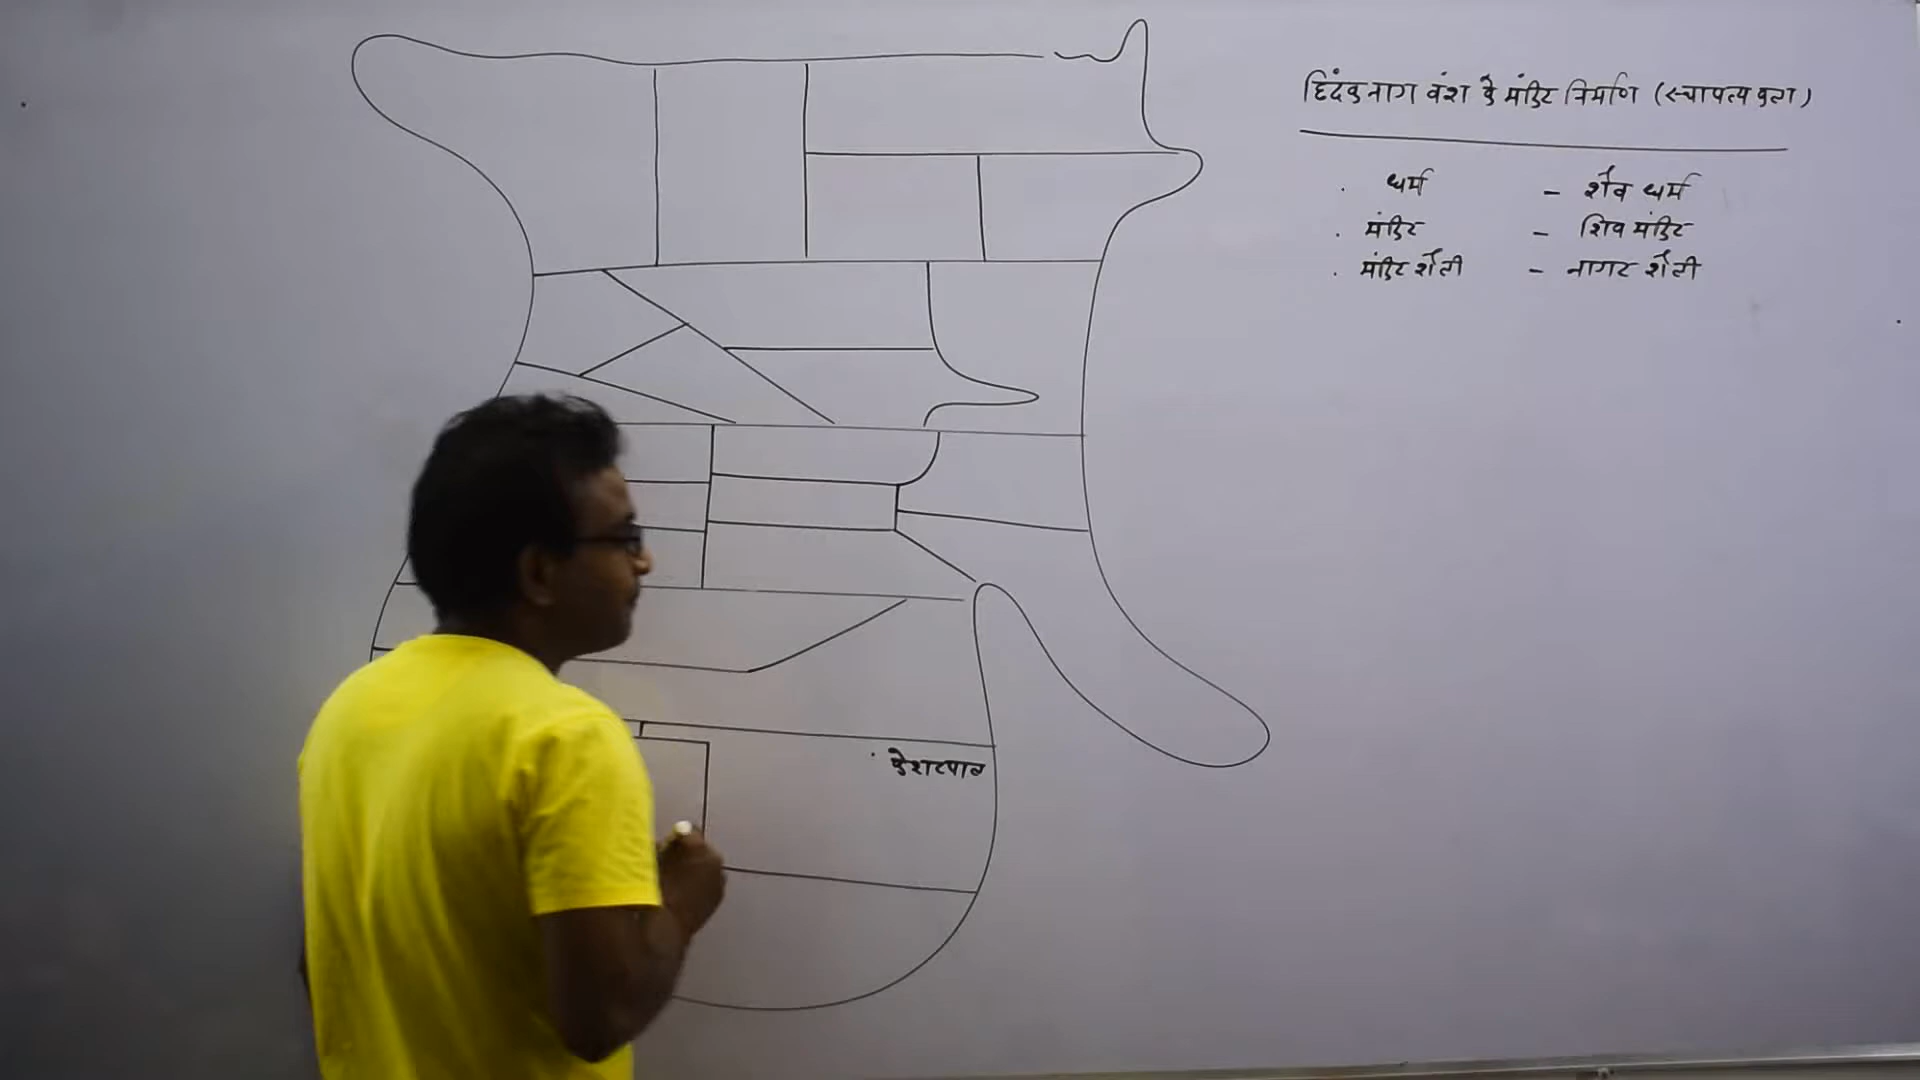 छिंदक नाग वंश के मंदिर निर्माण (स्थापत्य कला)
. धर्म - शैव धर्म
. मंदिर - शिव मंदिर
. मंदिर शैली - नागर शैली
. केशरपाल